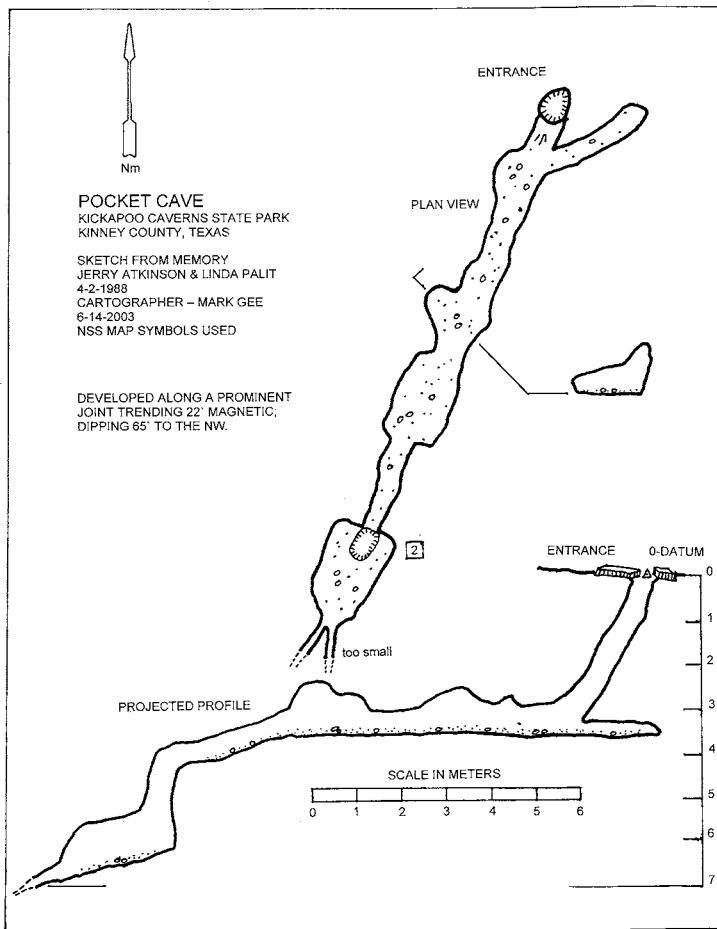 ENTRANCE
Nm
POCKET CAVE
KICKAPOO CAVERNS STATE PARK
KINNEY COUNTY, TEXAS
PLAN VIEW
SKETCH FROM MEMORY
JERRY ATKINSON & LINDA PALIT
4-2-1988
CARTOGRAPHER – MARK GEE
6-14-2003
NSS MAP SYMBOLS USED
DEVELOPED ALONG A PROMINENT
JOINT TRENDING 22° MAGNETIC;
DIPPING 65° TO THE NW.
2
ENTRANCE 0-DATUM
0
1
2
3
4
5
6
7
too small
PROJECTED PROFILE
SCALE IN METERS
0 1 2 3 4 5 6